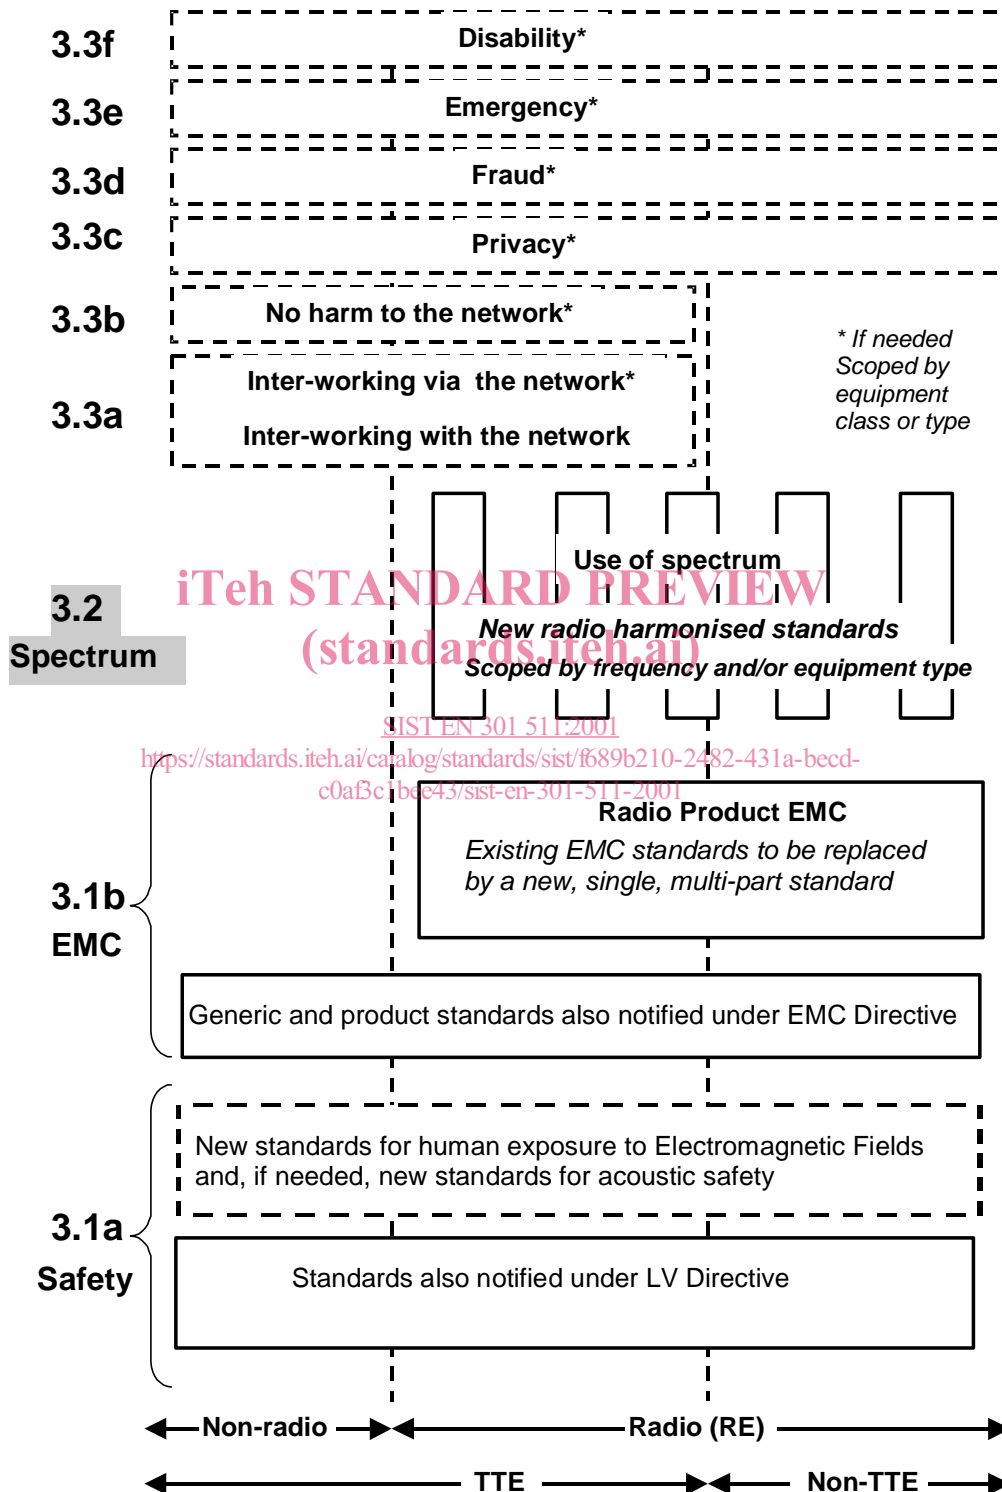 3.3f
Disability*
3.3e
Emergency*
3.3d
Fraud*
3.3c
Privacy*
3.3b
No harm to the network*
* If needed
Scoped by
equipment
class or type
3.3a
Inter-working via the network*
Inter-working with the network
Use of spectrum
iTeh STANDARD PREVIEW
3.2
Spectrum
New radio harmonised standards
(standards.iteh.ai)
Scoped by frequency and/or equipment type
SIST EN 301 511:2001
https://standards.iteh.ai/catalog/standards/sist/f689b210-2482-431a-becd-
c0af3c1bee43/sist-en-301-511-2001
Radio Product EMC
Existing EMC standards to be replaced
by a new, single, multi-part standard
3.1b
EMC
Generic and product standards also notified under EMC Directive
New standards for human exposure to Electromagnetic Fields
and, if needed, new standards for acoustic safety
3.1a
Safety
Standards also notified under LV Directive
Non-radio
Radio (RE)
TTE
Non-TTE